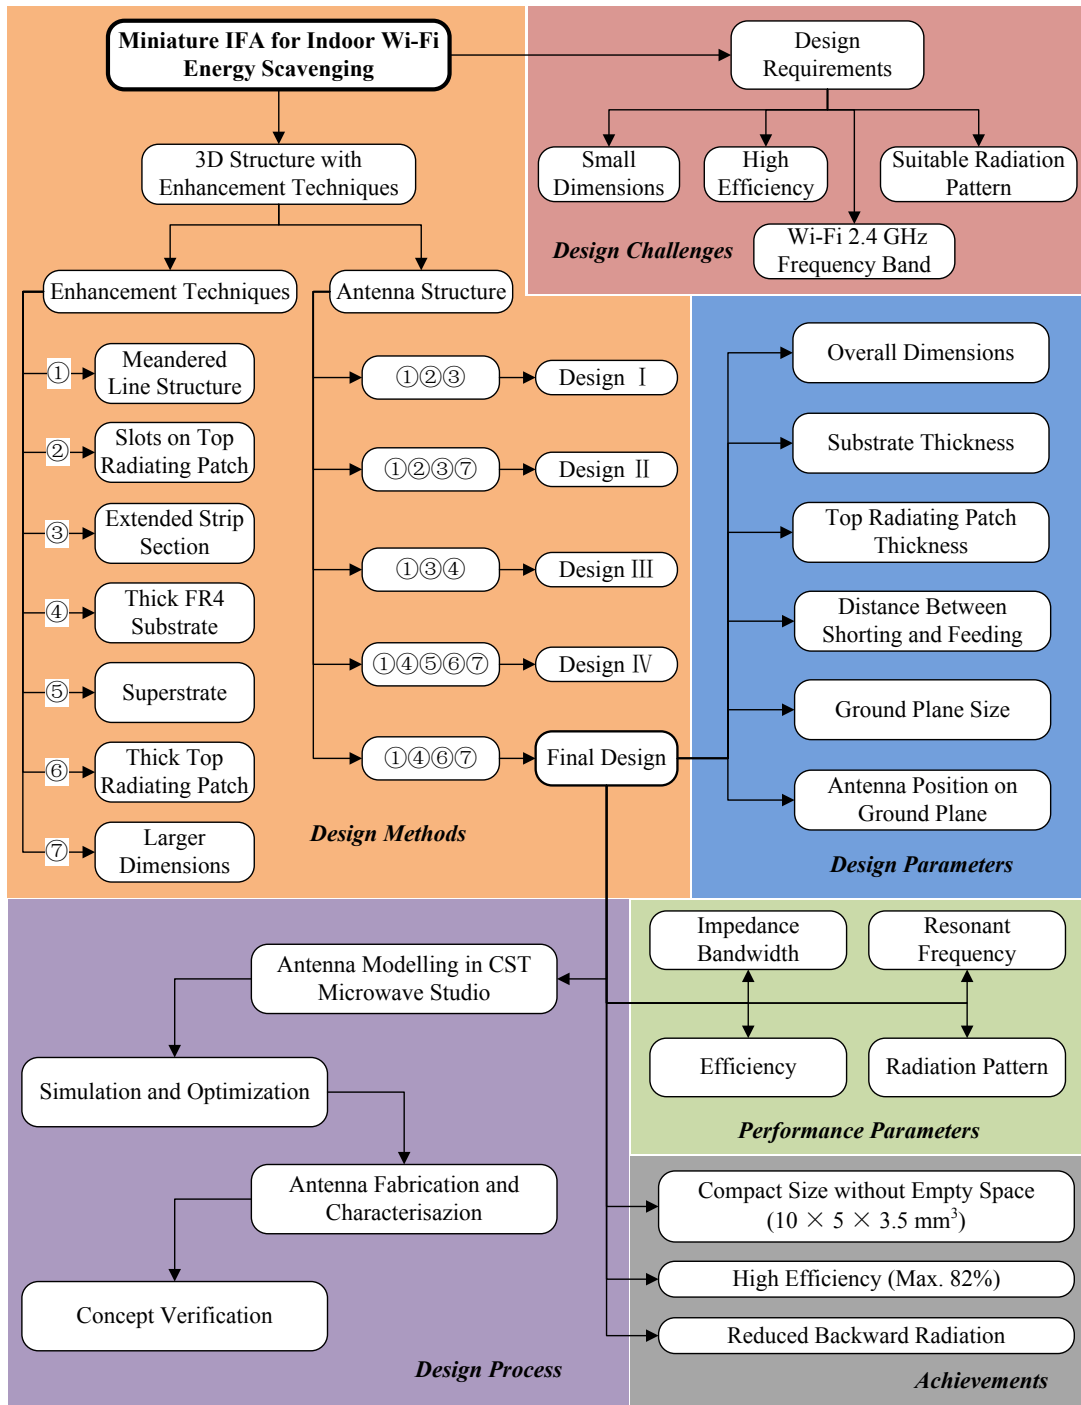 Miniature IFA for Indoor Wi-Fi
Energy Scavenging
Design
Requirements
Small
Dimensions
High
Efficiency
Suitable Radiation
Pattern
Wi-Fi 2.4 GHz
Frequency Band
Design Challenges
3D Structure with
Enhancement Techniques
Enhancement Techniques
Antenna Structure
① Meandered
Line Structure
② Slots on Top
Radiating Patch
③ Extended Strip
Section
④ Thick FR4
Substrate
⑤ Superstrate
⑥ Thick Top
Radiating Patch
⑦ Larger
Dimensions
①②③ Design Ⅰ
①②③⑦ Design Ⅱ
①③④ Design Ⅲ
①④⑤⑥⑦ Design Ⅳ
①④⑥⑦ Final Design
Design Methods
Overall Dimensions
Substrate Thickness
Top Radiating Patch
Thickness
Distance Between
Shorting and Feeding
Ground Plane Size
Antenna Position on
Ground Plane
Design Parameters
Antenna Modelling in CST
Microwave Studio
Simulation and Optimization
Antenna Fabrication and
Characterisazion
Concept Verification
Design Process
Impedance
Bandwidth
Resonant
Frequency
Efficiency
Radiation Pattern
Performance Parameters
Compact Size without Empty Space
(10 × 5 × 3.5 mm³)
High Efficiency (Max. 82%)
Reduced Backward Radiation
Achievements